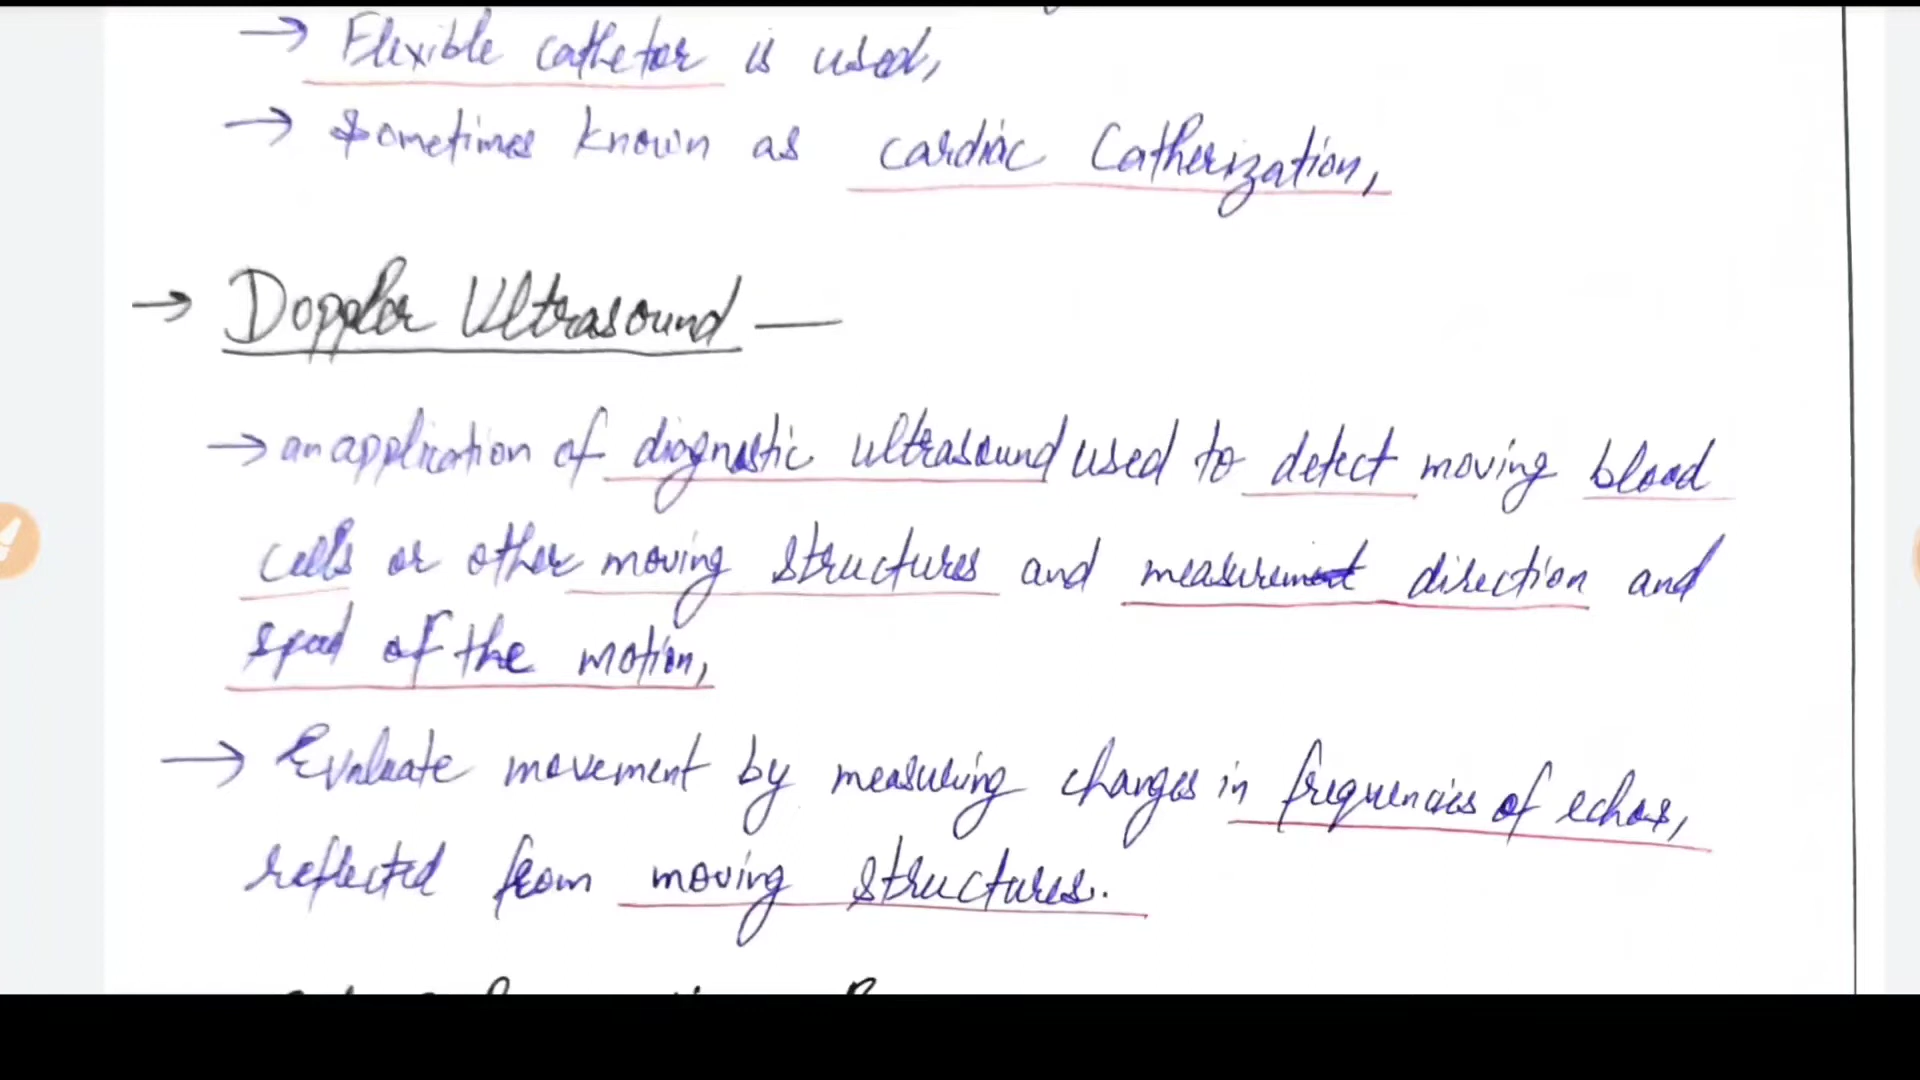 → Flexible cathetor is used,
→ Sometimes known as cardiac Catherization,
→ Doppler Ultrasound —
→ an application of diagnostic ultrasound used to detect moving blood
cells or other moving structures and measurement direction and
speed of the motion,
→ Evaluate movement by measuring changes in frequencies of echoes,
reflected from moving structures.